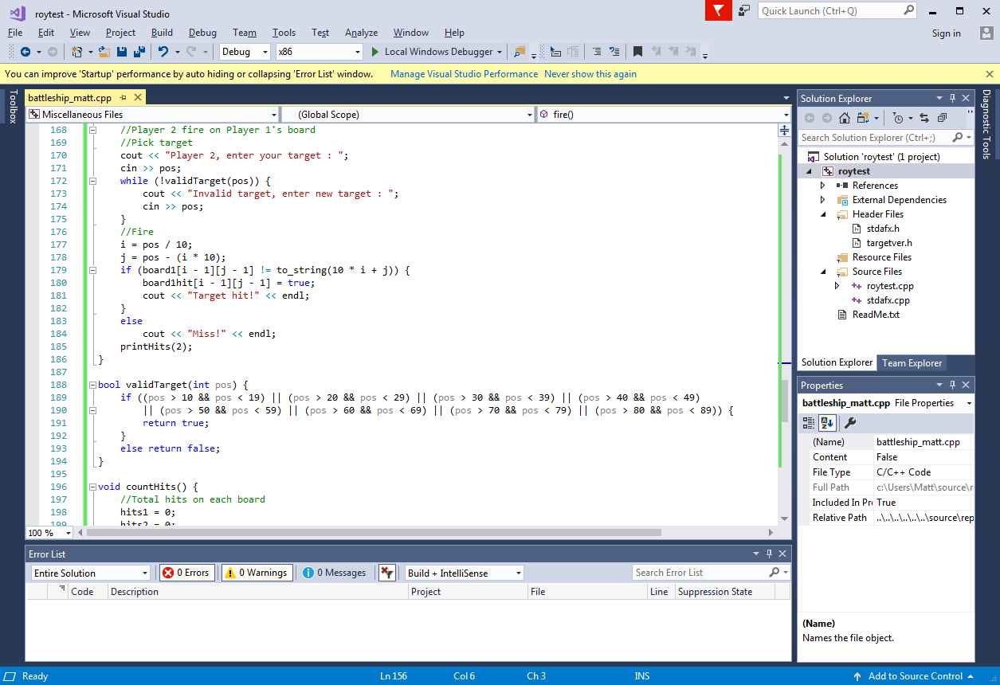 roytest - Microsoft Visual Studio
Quick Launch (Ctrl+Q)
File Edit View Project Build Debug Team Tools Test Analyze Window Help
Sign in
Debug x86 Local Windows Debugger
You can improve 'Startup' performance by auto hiding or collapsing 'Error List' window. Manage Visual Studio Performance Never show this again
Toolbox
battleship_matt.cpp
Miscellaneous Files (Global Scope) fire()
168 //Player 2 fire on Player 1's board
169 //Pick target
170 cout << "Player 2, enter your target : ";
171 cin >> pos;
172 while (!validTarget(pos)) {
173 cout << "Invalid target, enter new target : ";
174 cin >> pos;
175 }
176 //Fire
177 i = pos / 10;
178 j = pos - (i * 10);
179 if (board1[i - 1][j - 1] != to_string(10 * i + j)) {
180 board1hit[i - 1][j - 1] = true;
181 cout << "Target hit!" << endl;
182 }
183 else
184 cout << "Miss!" << endl;
185 printHits(2);
186 }
187
188 bool validTarget(int pos) {
189 if ((pos > 10 && pos < 19) || (pos > 20 && pos < 29) || (pos > 30 && pos < 39) || (pos > 40 && pos < 49)
190 || (pos > 50 && pos < 59) || (pos > 60 && pos < 69) || (pos > 70 && pos < 79) || (pos > 80 && pos < 89)) {
191 return true;
192 }
193 else return false;
194 }
195
196 void countHits() {
197 //Total hits on each board
198 hits1 = 0;
199 hits2 = 0;
100 %
Error List
Entire Solution 0 Errors 0 Warnings 0 Messages Build + IntelliSense Search Error List
Code Description Project File Line Suppression State
Solution Explorer
Search Solution Explorer (Ctrl+;)
Solution 'roytest' (1 project)
roytest
References
External Dependencies
Header Files
stdafx.h
targetver.h
Resource Files
Source Files
roytest.cpp
stdafx.cpp
ReadMe.txt
Solution Explorer Team Explorer
Properties
battleship_matt.cpp File Properties
(Name) battleship_matt.cpp
Content False
File Type C/C++ Code
Full Path c:\Users\Matt\source\r
Included In Pr True
Relative Path ..\..\..\..\..\source\rep
(Name)
Names the file object.
Diagnostic Tools
Ready Ln 156 Col 6 Ch 3 INS Add to Source Control